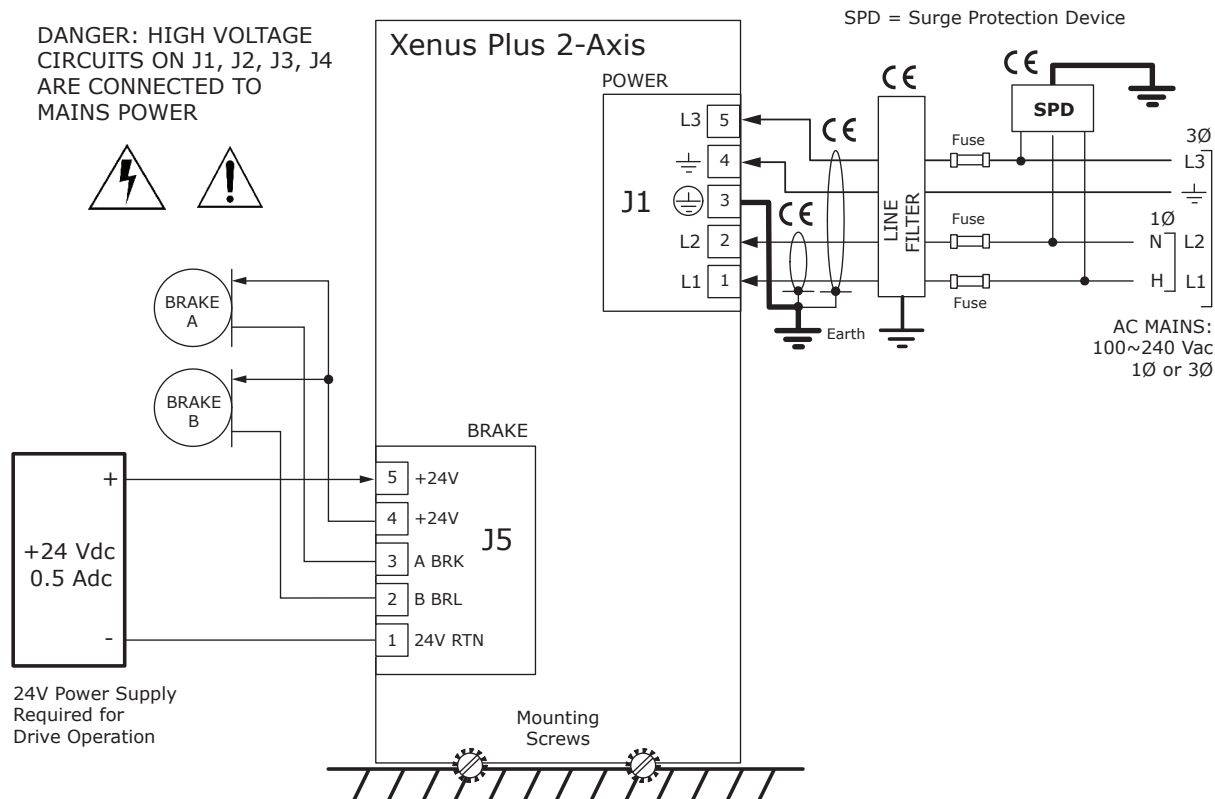 SPD = Surge Protection Device
DANGER: HIGH VOLTAGE
CIRCUITS ON J1, J2, J3, J4
ARE CONNECTED TO
MAINS POWER
Xenus Plus 2-Axis
POWER
J1
L3 5
4
3
L2 2
L1 1
CE
CE
CE
CE
Earth
LINE
FILTER
Fuse
Fuse
Fuse
SPD
3Ø
L3
1Ø
N L2
H L1
AC MAINS:
100~240 Vac
1Ø or 3Ø
BRAKE
A
BRAKE
B
BRAKE
J5
5 +24V
4 +24V
3 A BRK
2 B BRL
1 24V RTN
+
+24 Vdc
0.5 Adc
-
24V Power Supply
Required for
Drive Operation
Mounting
Screws